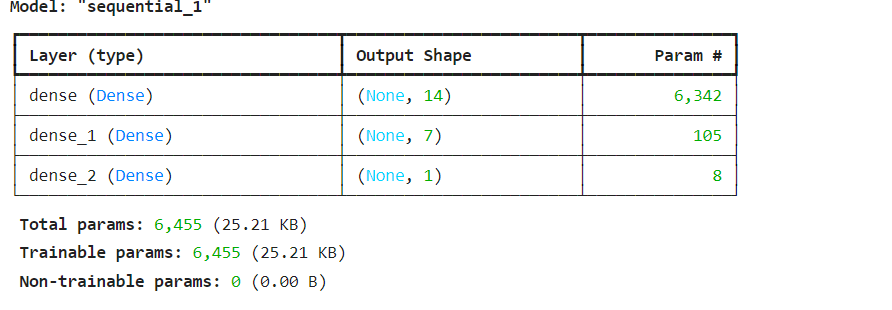 Model: "sequential_1"
Layer (type) Output Shape Param #
dense (Dense) (None, 14) 6,342
dense_1 (Dense) (None, 7) 105
dense_2 (Dense) (None, 1) 8
Total params: 6,455 (25.21 KB)
Trainable params: 6,455 (25.21 KB)
Non-trainable params: 0 (0.00 B)